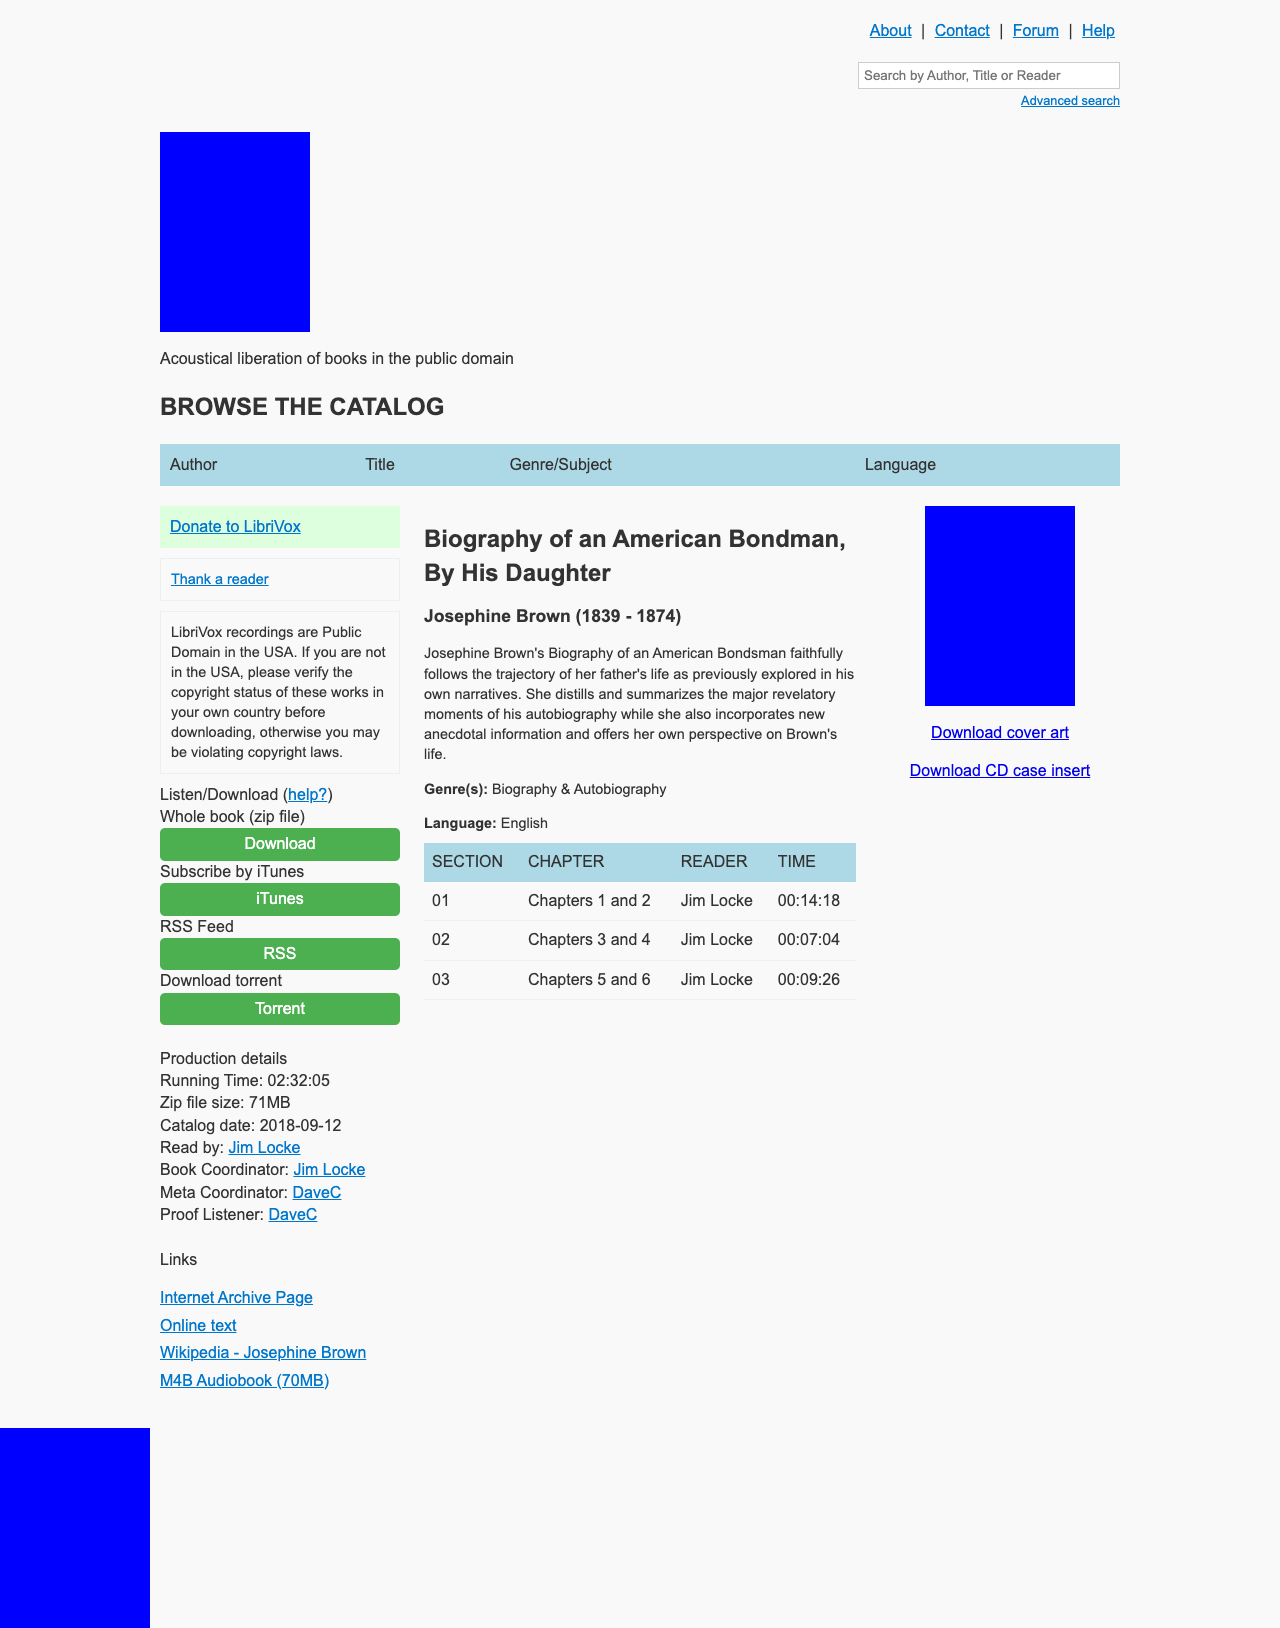 About | Contact | Forum | Help
Search by Author, Title or Reader
Advanced search
Acoustical liberation of books in the public domain
BROWSE THE CATALOG
Author Title Genre/Subject Language
Donate to LibriVox
Thank a reader
LibriVox recordings are Public
Domain in the USA. If you are not
in the USA, please verify the
copyright status of these works in
your own country before
downloading, otherwise you may
be violating copyright laws.
Listen/Download (help?)
Whole book (zip file)
Download
Subscribe by iTunes
iTunes
RSS Feed
RSS
Download torrent
Torrent
Production details
Running Time: 02:32:05
Zip file size: 71MB
Catalog date: 2018-09-12
Read by: Jim Locke
Book Coordinator: Jim Locke
Meta Coordinator: DaveC
Proof Listener: DaveC
Links
Internet Archive Page
Online text
Wikipedia - Josephine Brown
M4B Audiobook (70MB)
Biography of an American Bondman,
By His Daughter
Josephine Brown (1839 - 1874)
Josephine Brown's Biography of an American Bondsman faithfully
follows the trajectory of her father's life as previously explored in his
own narratives. She distills and summarizes the major revelatory
moments of his autobiography while she also incorporates new
anecdotal information and offers her own perspective on Brown's
life.
Genre(s): Biography & Autobiography
Language: English
SECTION CHAPTER READER TIME
01 Chapters 1 and 2 Jim Locke 00:14:18
02 Chapters 3 and 4 Jim Locke 00:07:04
03 Chapters 5 and 6 Jim Locke 00:09:26
Download cover art
Download CD case insert